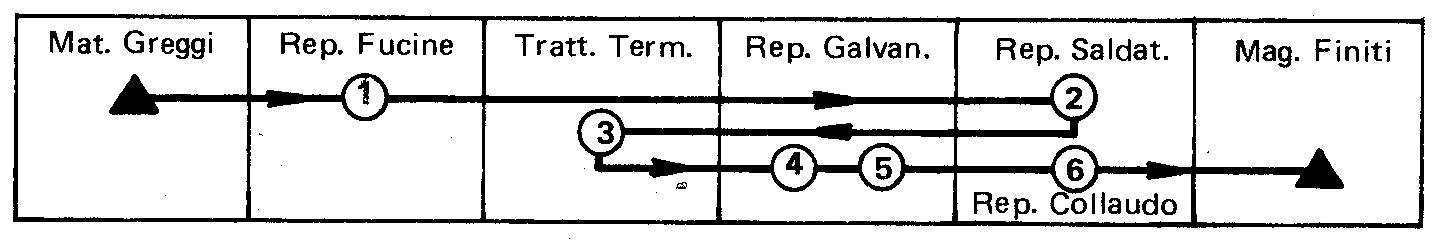 Mat. Greggi Rep. Fucine Tratt. Term. Rep. Galvan. Rep. Saldat. Mag. Finiti
1 2
3
4 5 6
Rep. Collaudo